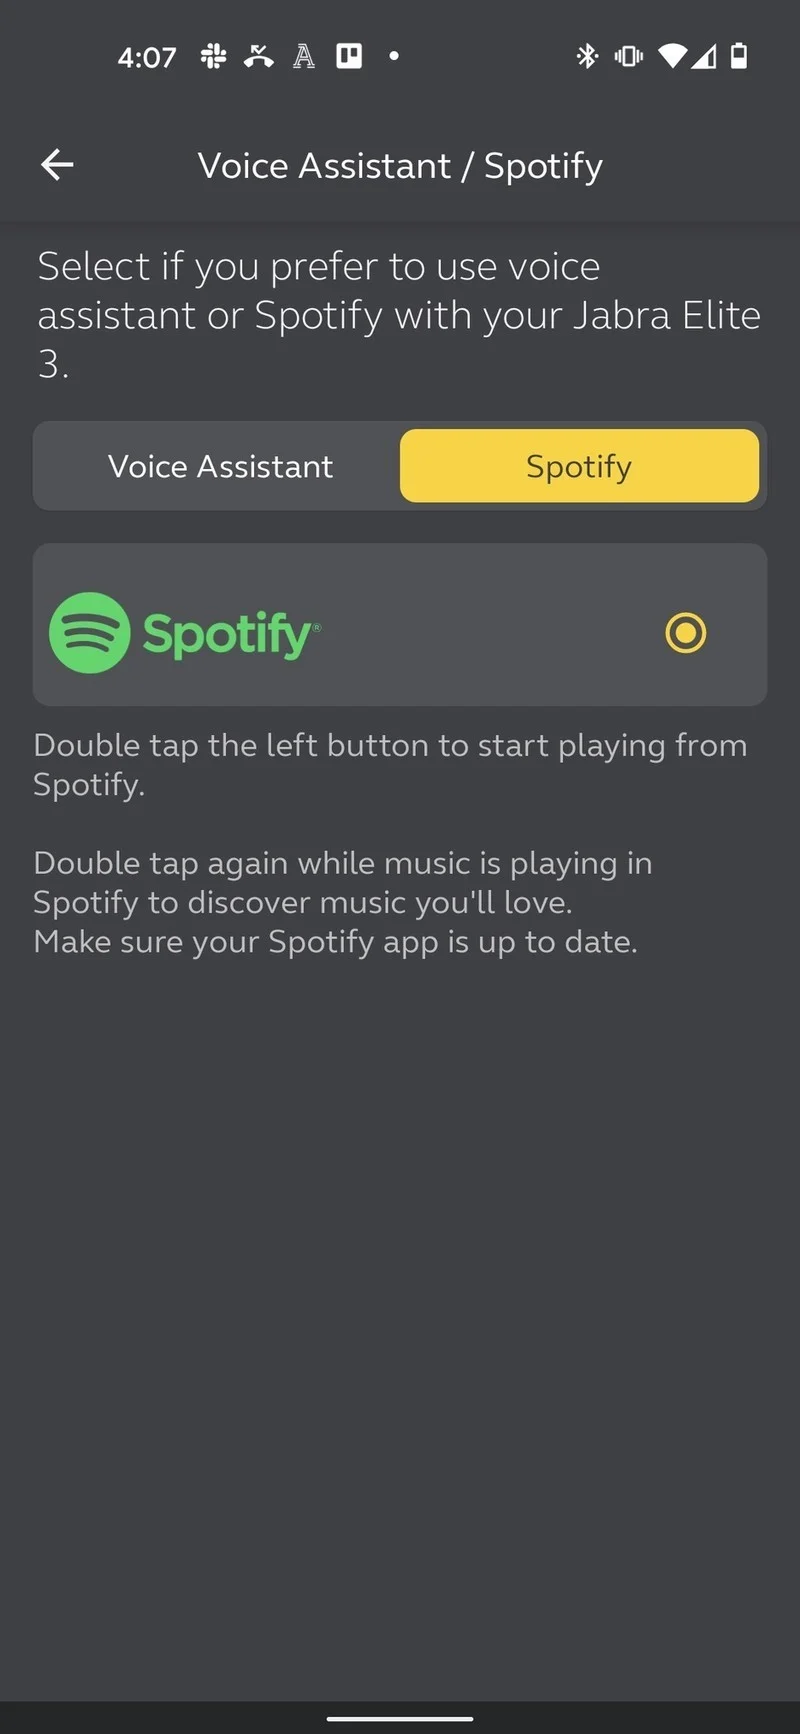 4:07
Voice Assistant / Spotify
Select if you prefer to use voice
assistant or Spotify with your Jabra Elite
3.
Voice Assistant
Spotify
Spotify®
Double tap the left button to start playing from
Spotify.
Double tap again while music is playing in
Spotify to discover music you'll love.
Make sure your Spotify app is up to date.